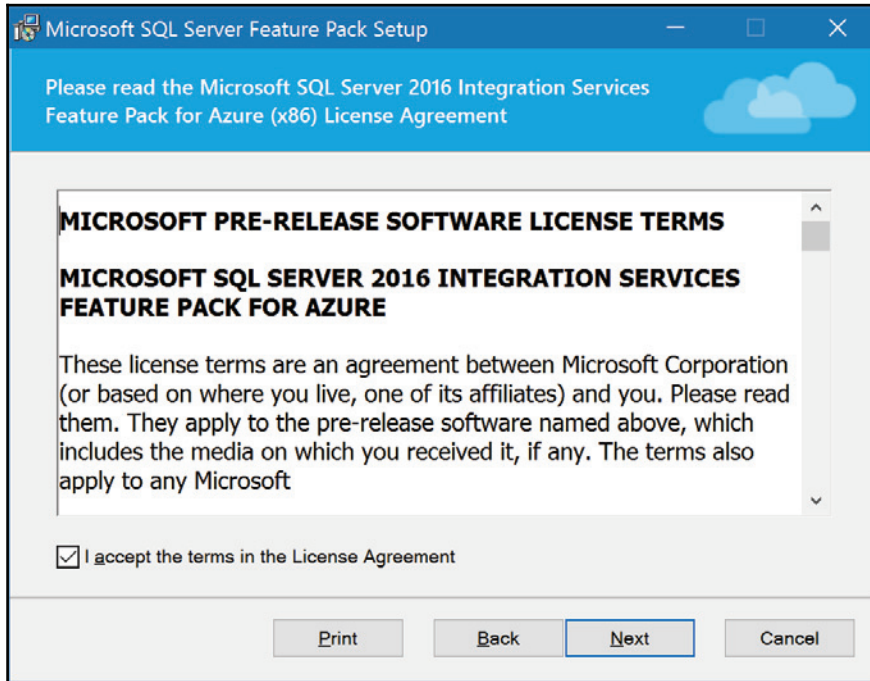 Microsoft SQL Server Feature Pack Setup
Please read the Microsoft SQL Server 2016 Integration Services
Feature Pack for Azure (x86) License Agreement
MICROSOFT PRE-RELEASE SOFTWARE LICENSE TERMS
MICROSOFT SQL SERVER 2016 INTEGRATION SERVICES
FEATURE PACK FOR AZURE
These license terms are an agreement between Microsoft Corporation
(or based on where you live, one of its affiliates) and you. Please read
them. They apply to the pre-release software named above, which
includes the media on which you received it, if any. The terms also
apply to any Microsoft
I accept the terms in the License Agreement
Print Back Next Cancel